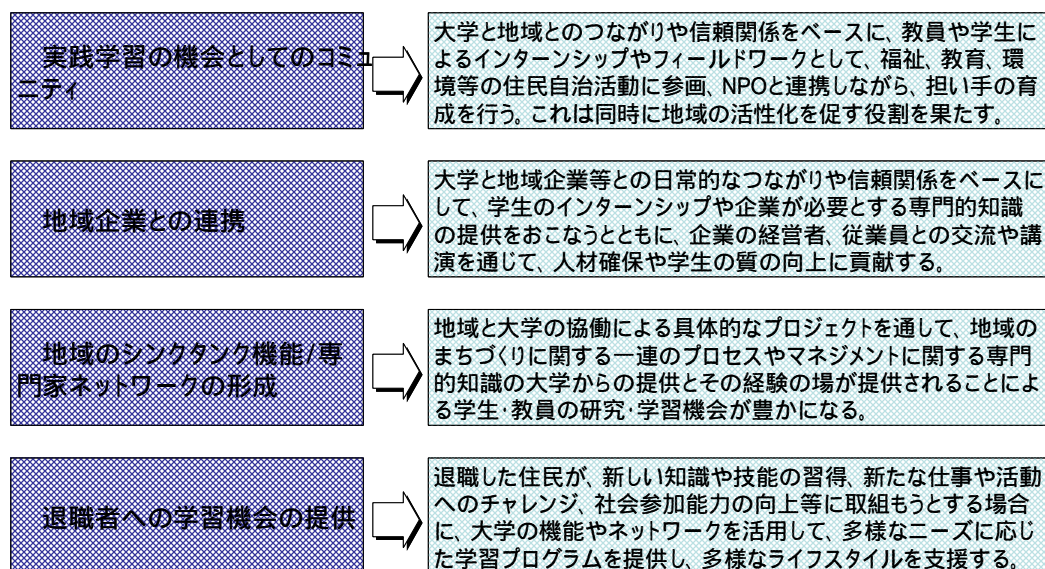 実践学習の機会としてのコミュ
ニティ
大学と地域とのつながりや信頼関係をベースに、教員や学生に
よるインターンシップやフィールドワークとして、福祉、教育、環
境等の住民自治活動に参画、NPOと連携しながら、担い手の育
成を行う。これは同時に地域の活性化を促す役割を果たす。
地域企業との連携
大学と地域企業等との日常的なつながりや信頼関係をベースに
して、学生のインターンシップや企業が必要とする専門的知識
の提供をおこなうとともに、企業の経営者、従業員との交流や講
演を通じて、人材確保や学生の質の向上に貢献する。
地域のシンクタンク機能/専
門家ネットワークの形成
地域と大学の協働による具体的なプロジェクトを通して、地域の
まちづくりに関する一連のプロセスやマネジメントに関する専門
的知識の大学からの提供とその経験の場が提供されることによ
る学生・教員の研究・学習機会が豊かになる。
退職者への学習機会の提供
退職した住民が、新しい知識や技能の習得、新たな仕事や活動
へのチャレンジ、社会参加能力の向上等に取組もうとする場合
に、大学の機能やネットワークを活用して、多様なニーズに応じ
た学習プログラムを提供し、多様なライフスタイルを支援する。